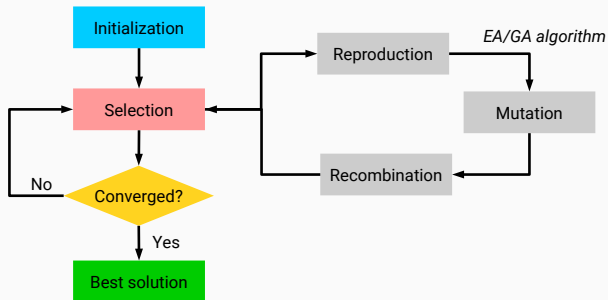 Initialization
EA/GA algorithm
Reproduction
Selection
Mutation
Recombination
No
Converged?
Yes
Best solution